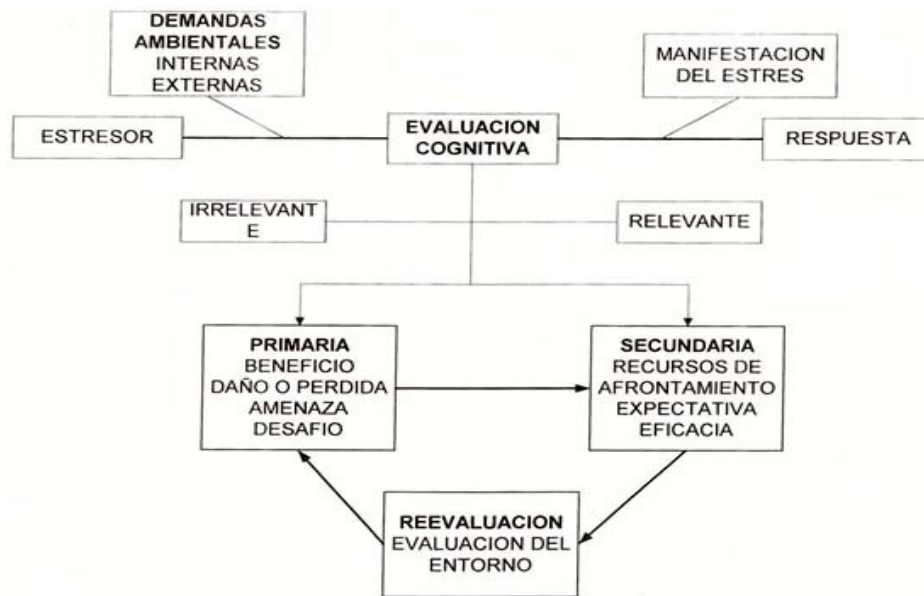 DEMANDAS
AMBIENTALES
INTERNAS
EXTERNAS
MANIFESTACION
DEL ESTRES
ESTRESOR
EVALUACION
COGNITIVA
RESPUESTA
IRRELEVANT
E
RELEVANTE
PRIMARIA
BENEFICIO
DAÑO O PERDIDA
AMENAZA
DESAFIO
SECUNDARIA
RECURSOS DE
AFRONTAMIENTO
EXPECTATIVA
EFICACIA
REEVALUACION
EVALUACION DEL
ENTORNO